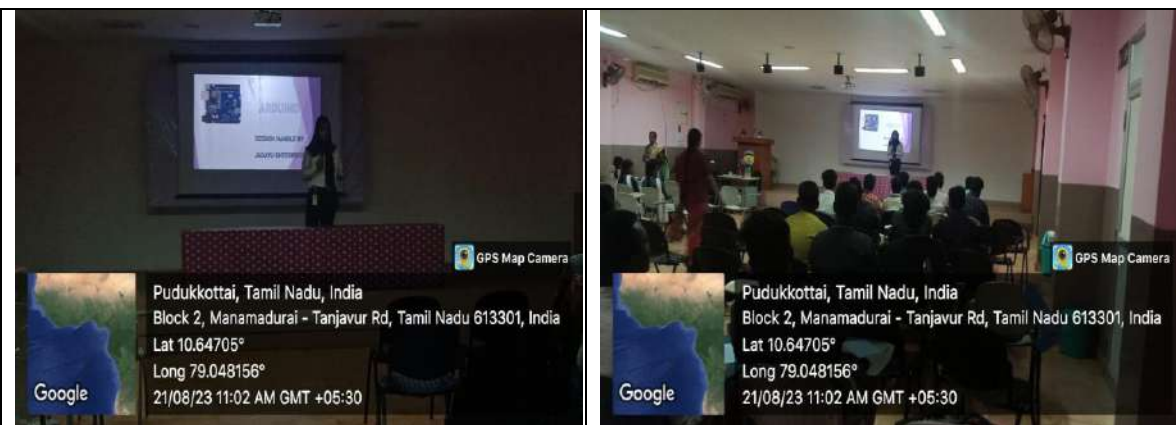 ARDUINO
GPS Map Camera
Pudukkottai, Tamil Nadu, India
Block 2, Manamadurai - Tanjavur Rd, Tamil Nadu 613301, India
Lat 10.64705°
Long 79.048156°
21/08/23 11:02 AM GMT +05:30
Google
GPS Map Camera
Pudukkottai, Tamil Nadu, India
Block 2, Manamadurai - Tanjavur Rd, Tamil Nadu 613301, India
Lat 10.64705°
Long 79.048156°
21/08/23 11:02 AM GMT +05:30
Google